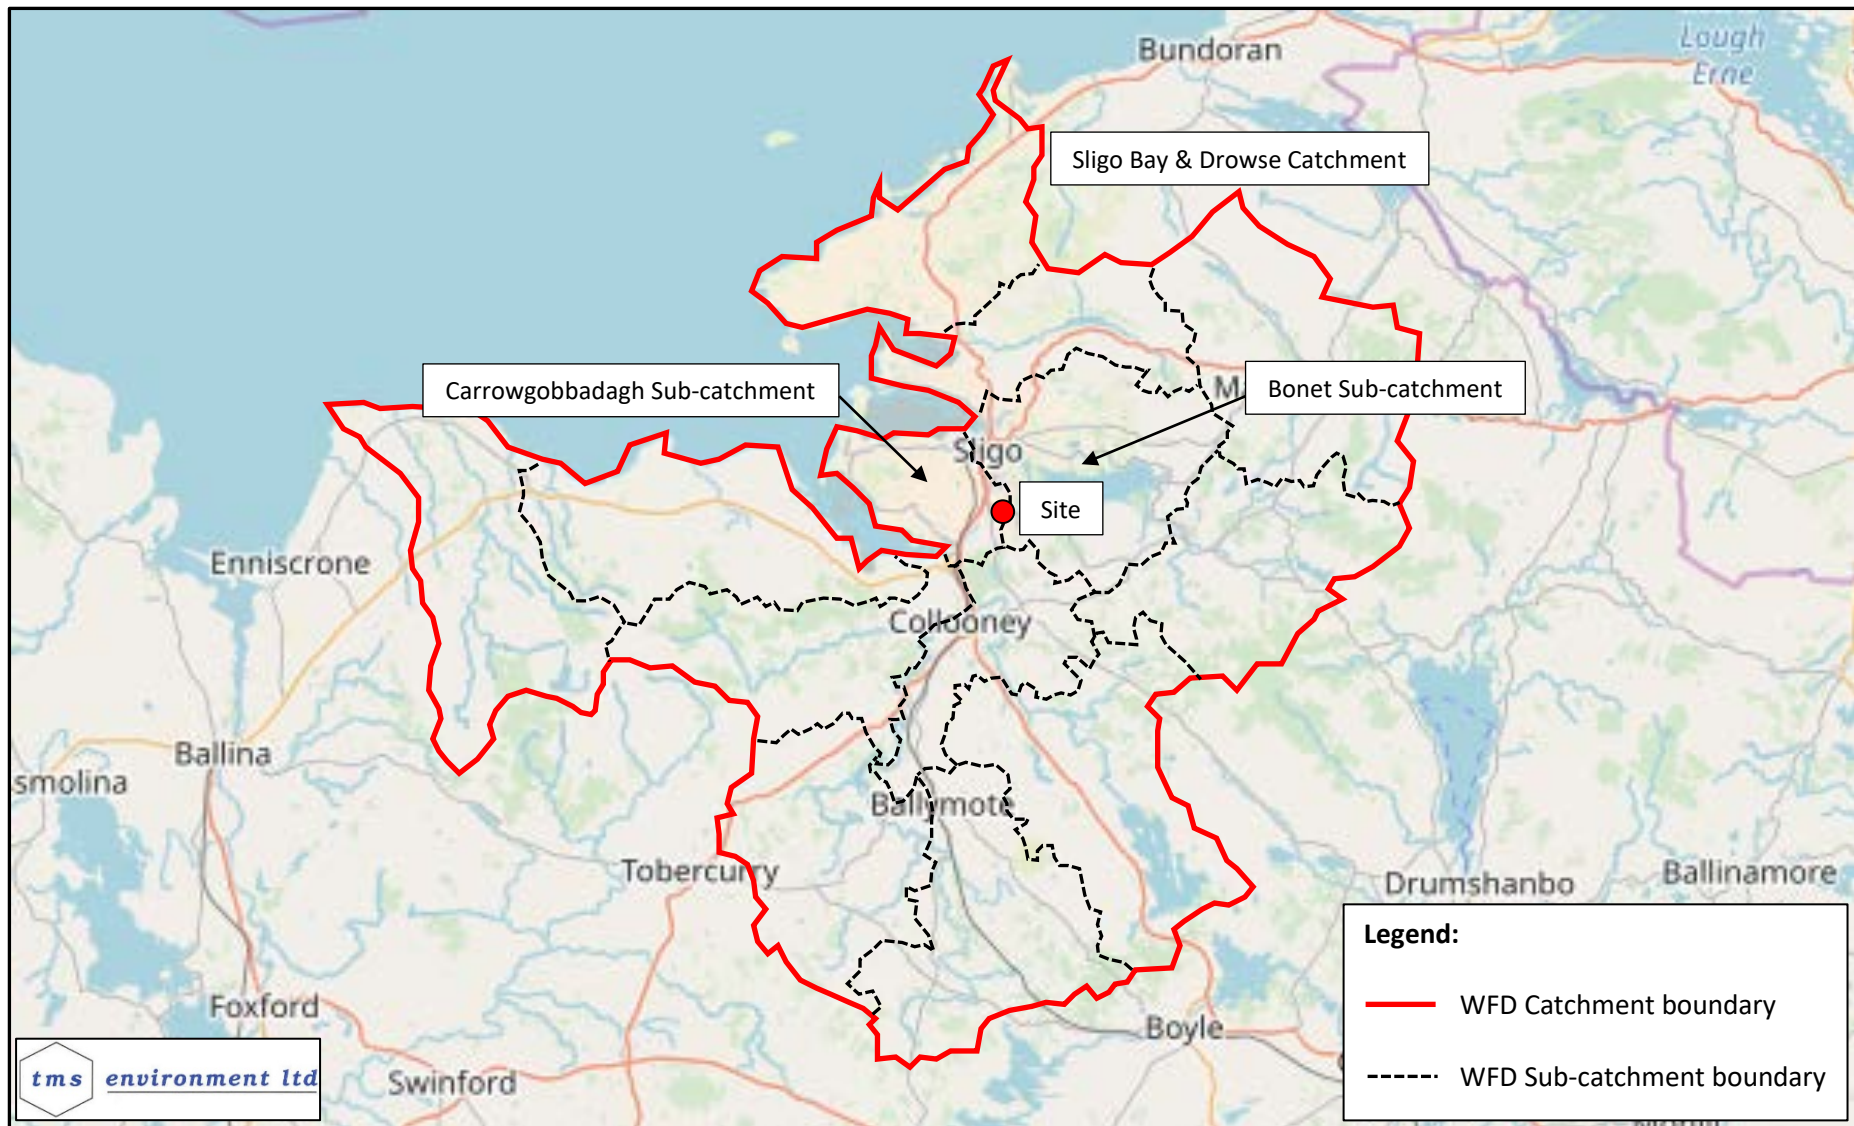 Bundoran
Lough
Erne
Sligo Bay & Drowse Catchment
Carrowgobbadagh Sub-catchment
Bonet Sub-catchment
Sligo
Site
Enniscrone
Collooney
Ballina
smolina
Ballymote
Tobercurry
Drumshanbo
Ballinamore
Foxford
Boyle
Swinford
Legend:
WFD Catchment boundary
WFD Sub-catchment boundary
tms environment ltd